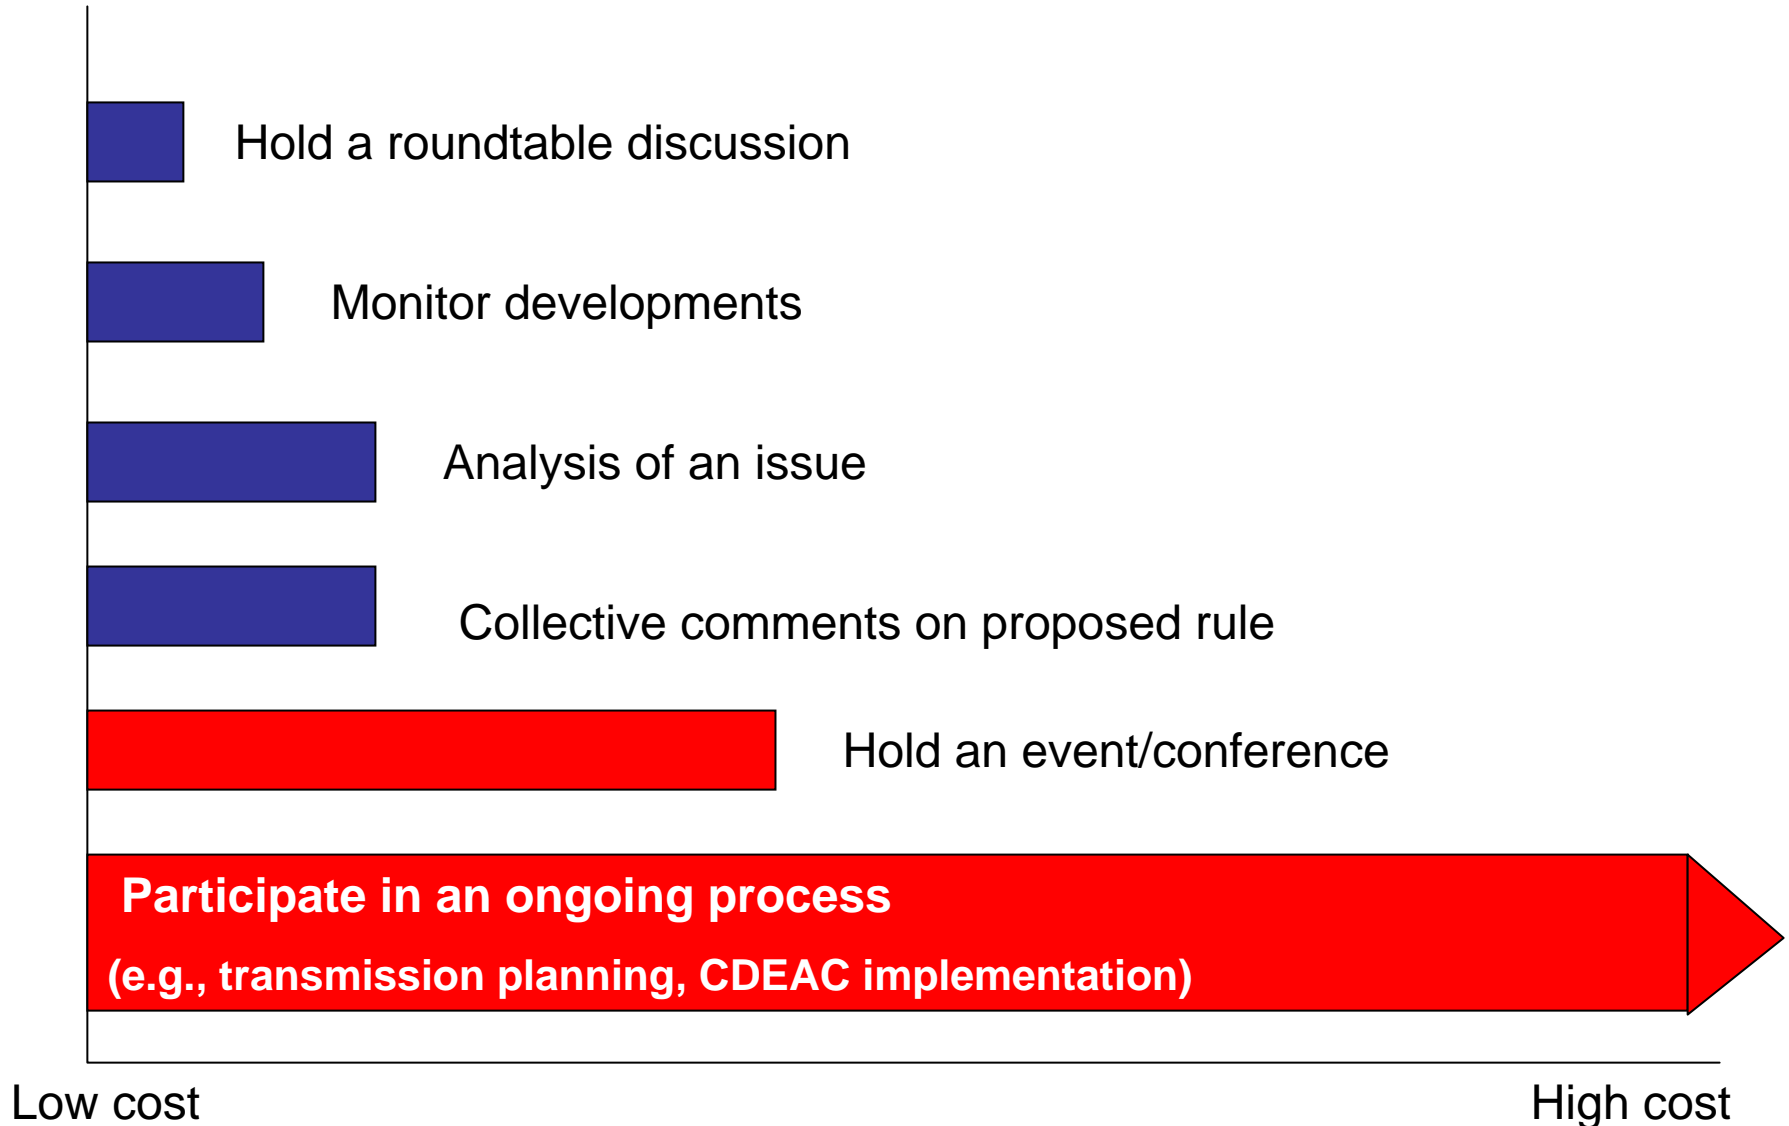 Hold a roundtable discussion
Monitor developments
Analysis of an issue
Collective comments on proposed rule
Hold an event/conference
Participate in an ongoing process
(e.g., transmission planning, CDEAC implementation)
Low cost
High cost